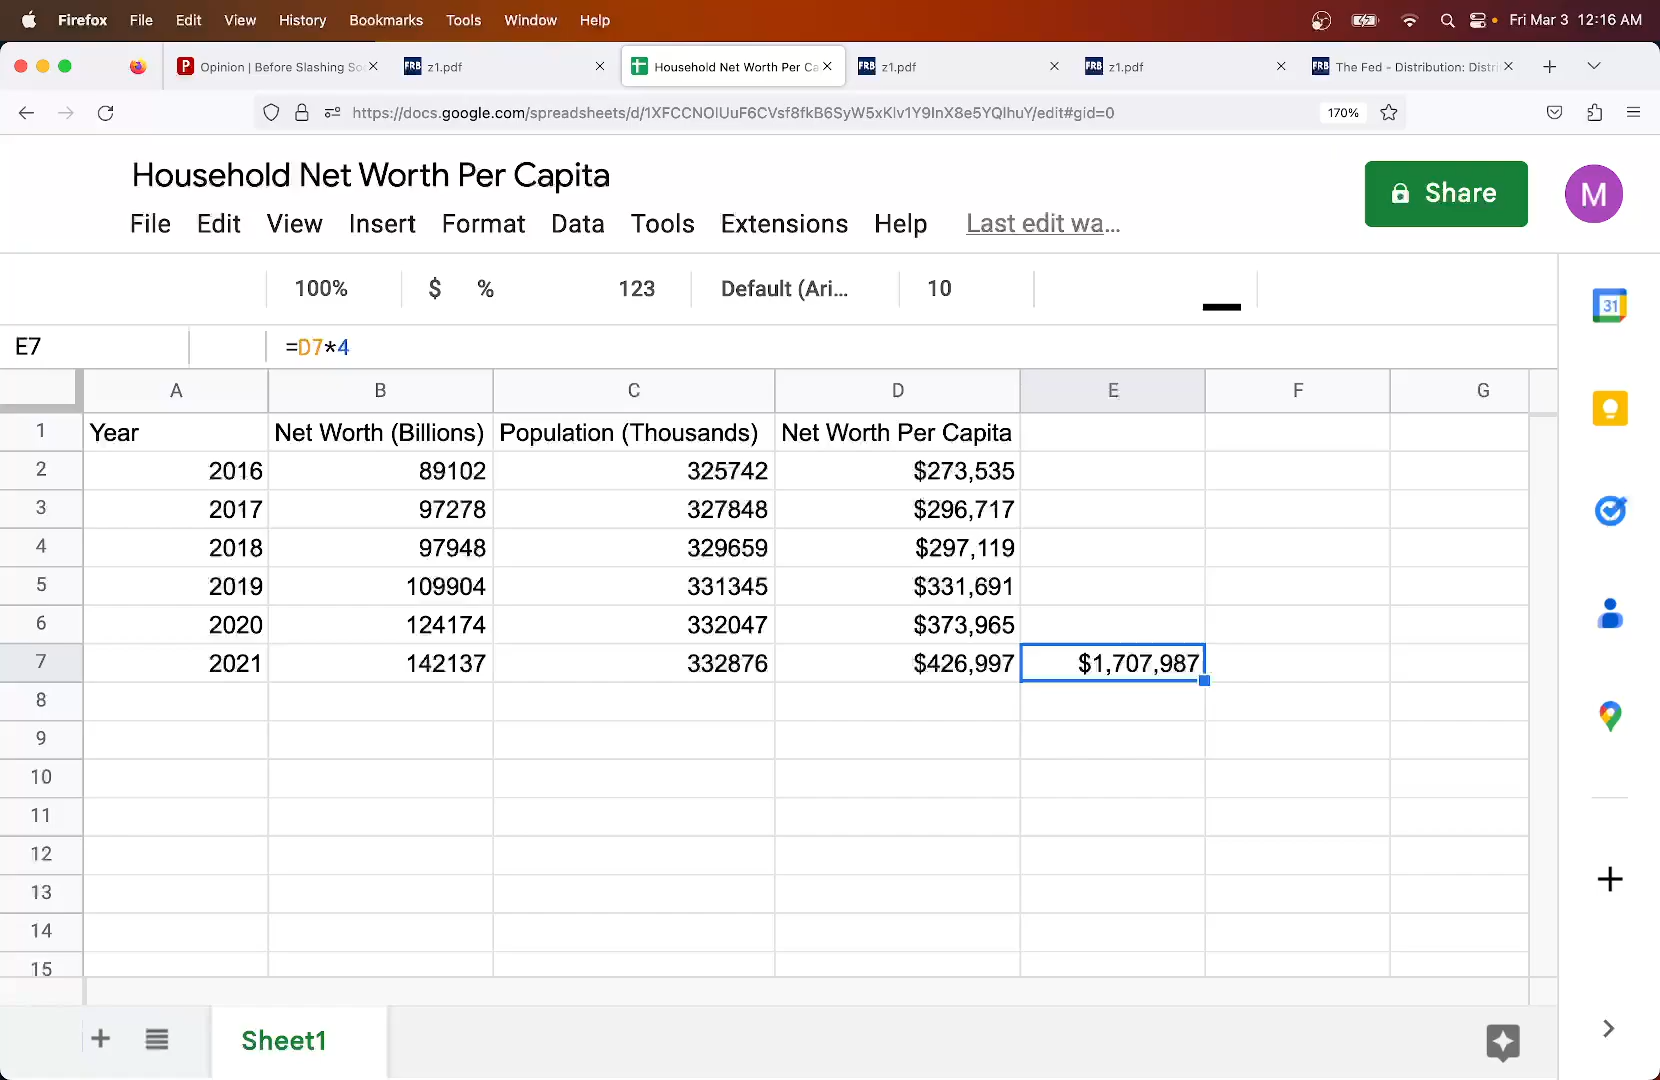 Firefox File Edit View History Bookmarks Tools Window Help Fri Mar 3 12:16 AM
Opinion | Before Slashing So FRB z1.pdf Household Net Worth Per Ca FRB z1.pdf FRB z1.pdf FRB The Fed - Distribution: Distri
https://docs.google.com/spreadsheets/d/1XFCCNOlUuF6CVsf8fkB6SyW5xKlv1Y9InX8e5YQlhuY/edit#gid=0 170%
Household Net Worth Per Capita
Share M
File Edit View Insert Format Data Tools Extensions Help Last edit wa...
100% $ % 123 Default (Ari... 10
31
E7 =D7*4
A B C D E F G
1 Year Net Worth (Billions) Population (Thousands) Net Worth Per Capita
2 2016 89102 325742 $273,535
3 2017 97278 327848 $296,717
4 2018 97948 329659 $297,119
5 2019 109904 331345 $331,691
6 2020 124174 332047 $373,965
7 2021 142137 332876 $426,997 $1,707,987
8
9
10
11
12
13
14
15
Sheet1